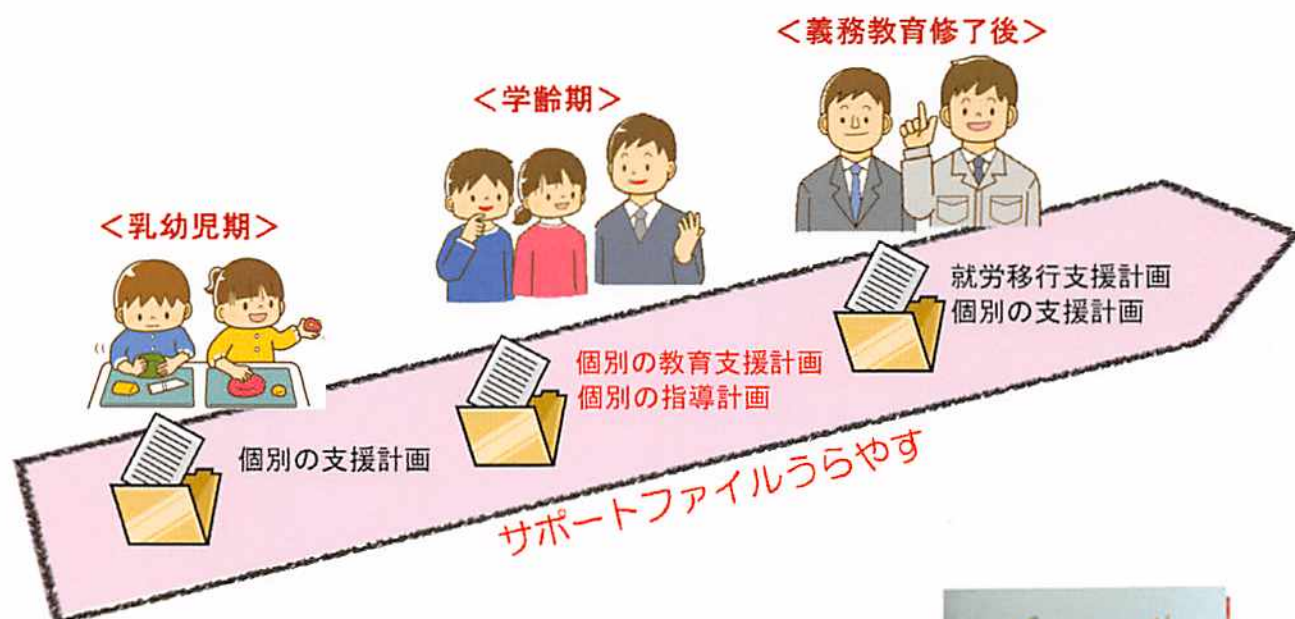 ＜乳幼児期＞
個別の支援計画
＜学齢期＞
個別の教育支援計画
個別の指導計画
＜義務教育修了後＞
就労移行支援計画
個別の支援計画
サポートファイルうらやす